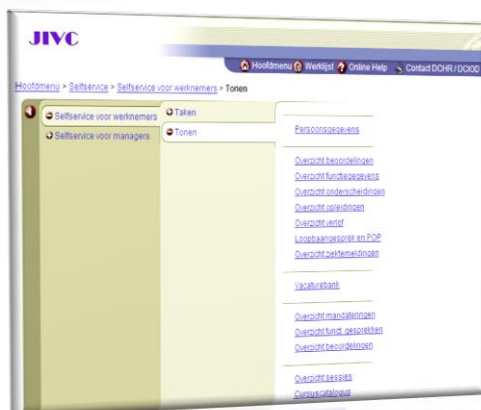 JIVC
Hoofdmenu Werklijst Online Help Contact DCHR / DCIOD
Hoofdmenu > Selfservice > Selfservice voor werknemers > Tonen
Selfservice voor werknemers
Selfservice voor managers
Taken
Tonen
Persoonsgegevens
Overzicht beoordelingen
Overzicht functiegegevens
Overzicht onderscheidingen
Overzicht opleidingen
Overzicht verlof
Loopbaangesprek en POP
Overzicht ziektemeldingen
Vacaturebank
Overzicht mandateringen
Overzicht funct. gesprekken
Overzicht beoordelingen
Overzicht sessies
Cursuscatalogus